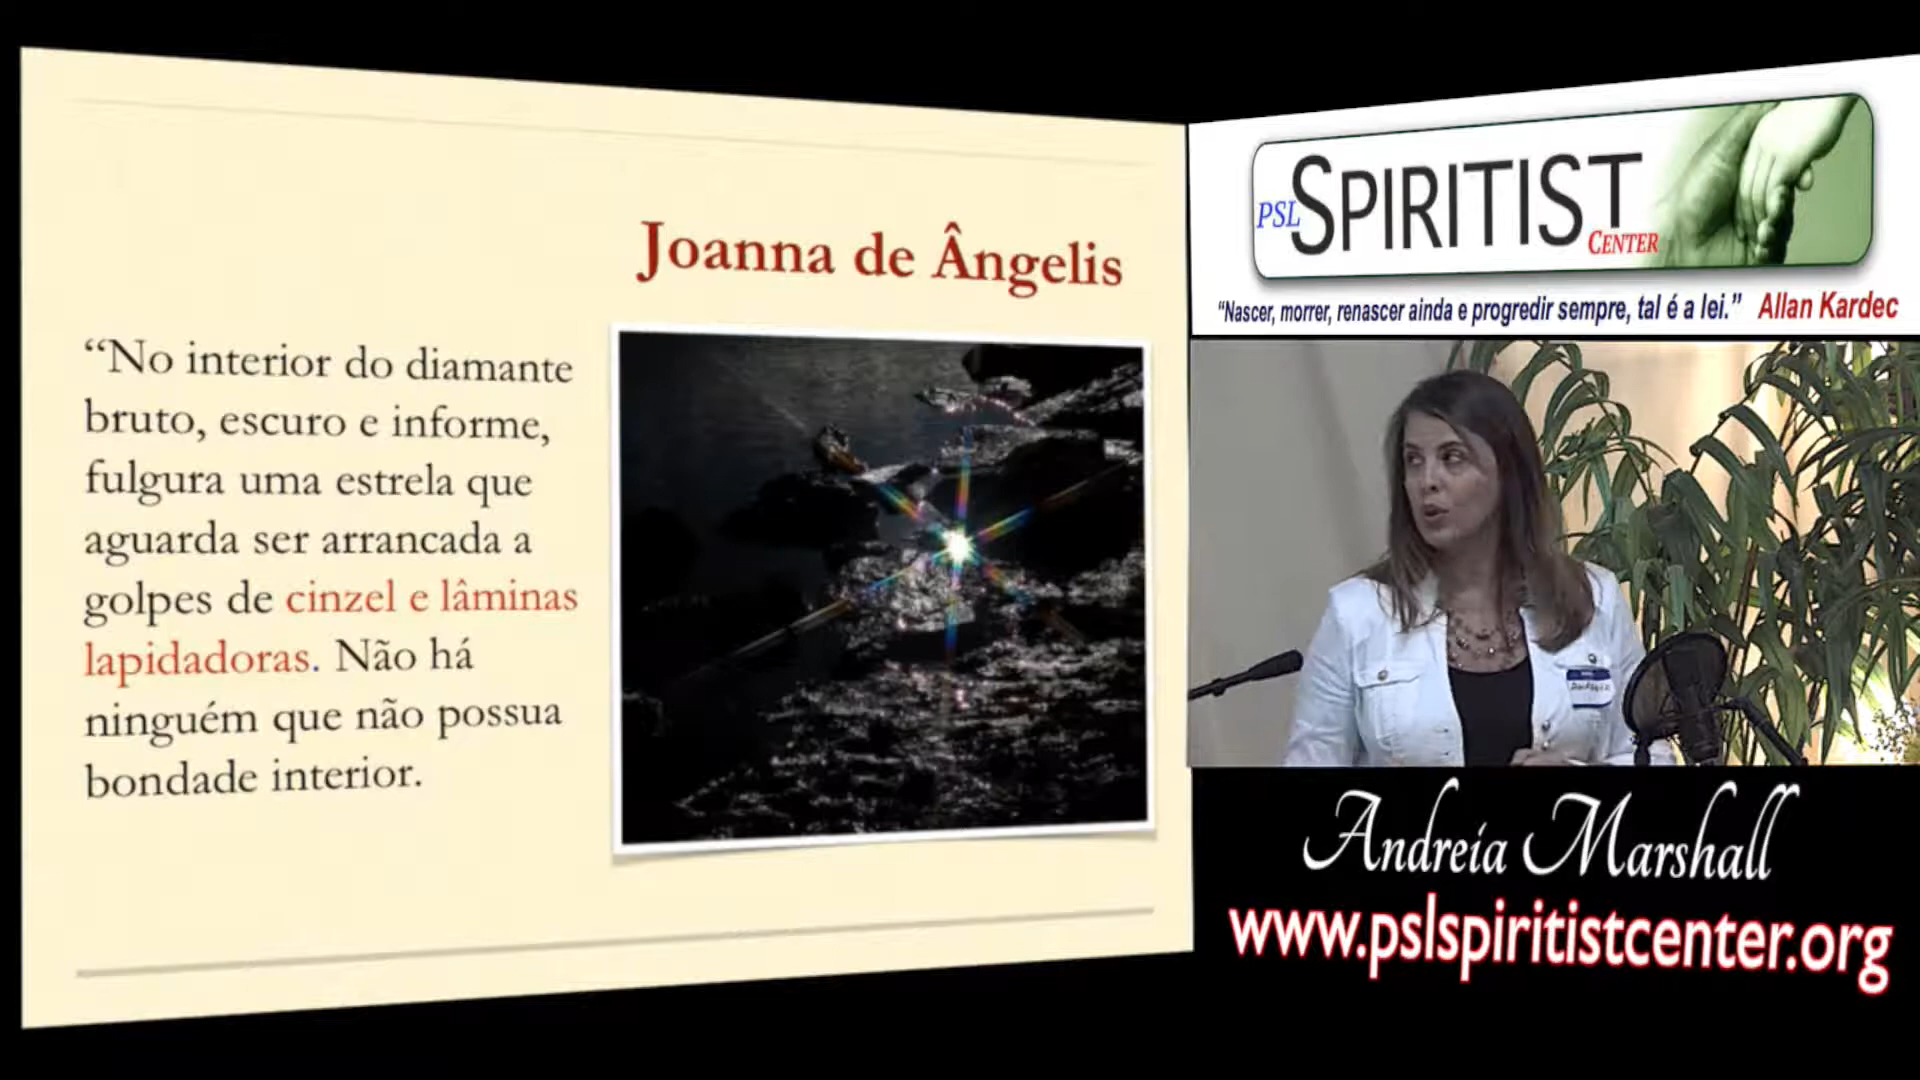 Joanna de Ângelis
“No interior do diamante
bruto, escuro e informe,
fulgura uma estrela que
aguarda ser arrancada a
golpes de cinzel e lâminas
lapidadoras. Não há
ninguém que não possua
bondade interior.
PSL SPIRITIST
CENTER
“Nascer, morrer, renascer ainda e progredir sempre, tal é a lei.” Allan Kardec
Andreia Marshall
www.pslspiritistcenter.org